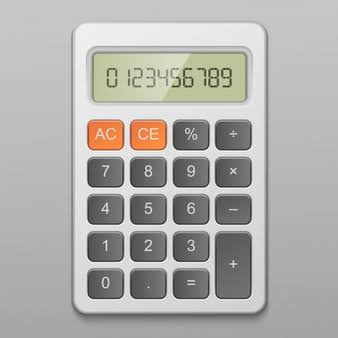 0123456789
AC CE % ÷
7 8 9 ×
4 5 6 –
1 2 3
0 . = +